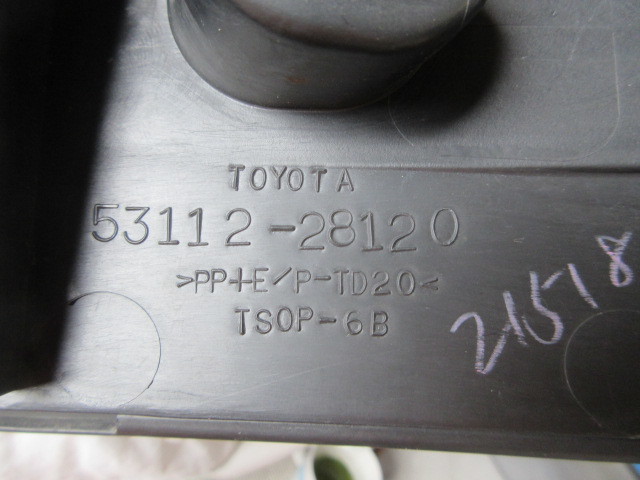 TOYOTA
53112-28120
>PP+E/P-TD20<
TSOP-6B
21518